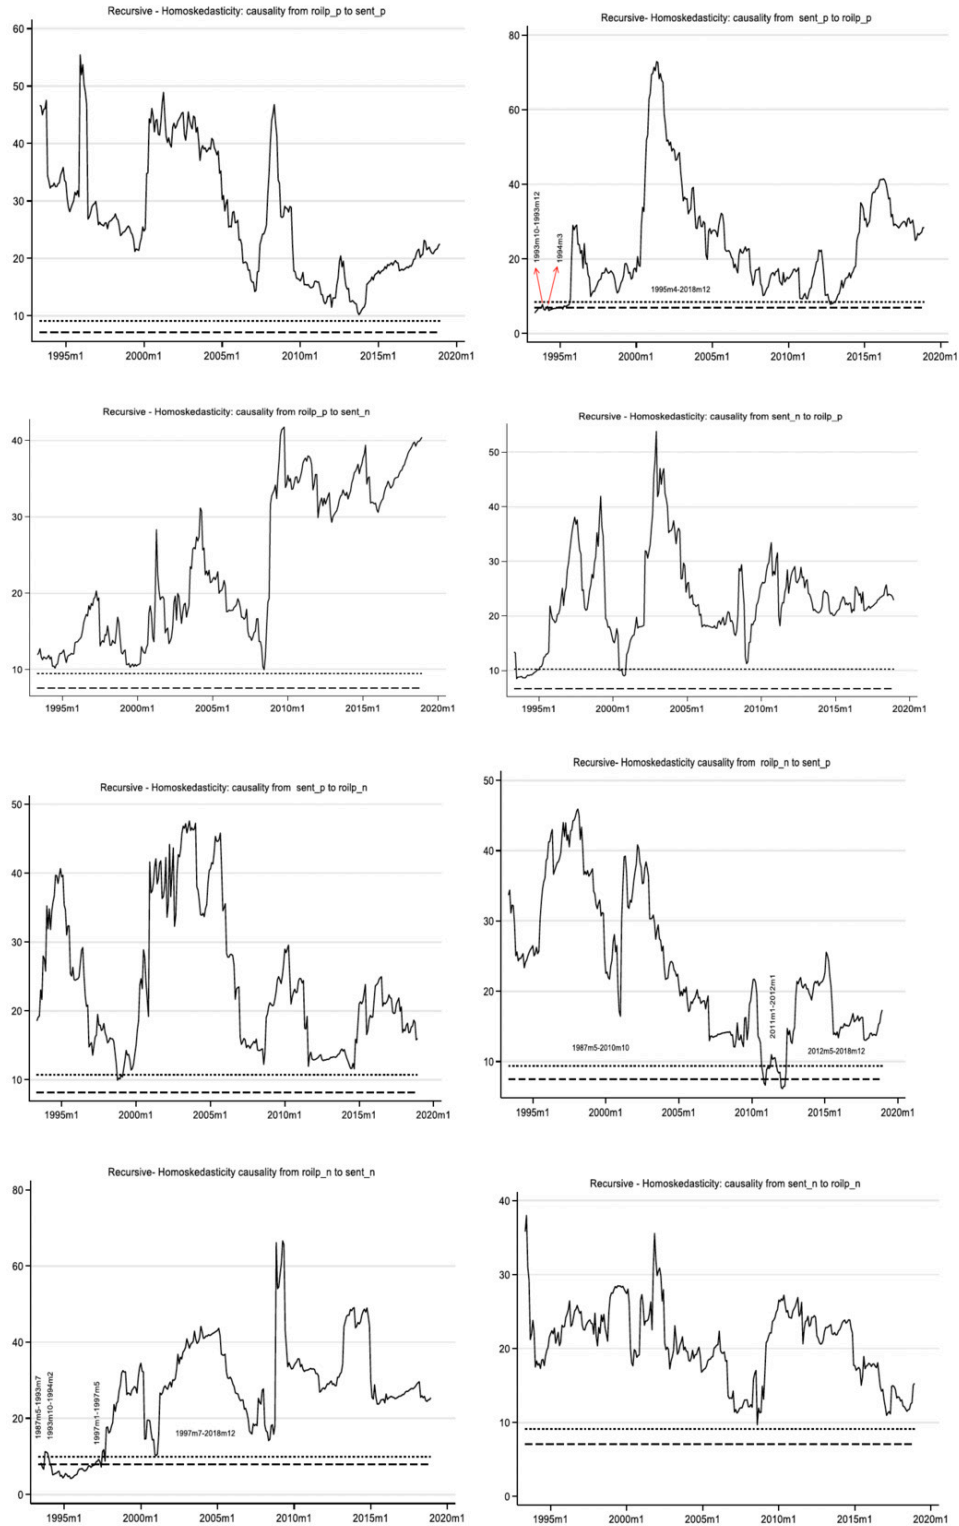 Recursive - Homoskedasticity: causality from roilp_p to sent_p
60
50
40
30
20
10
1995m1 2000m1 2005m1 2010m1 2015m1 2020m1
Recursive- Homoskedasticity: causality from sent_p to roilp_p
80
60
40
20
0
1993m10-1993m12
1994m3
1995m4-2018m12
1995m1 2000m1 2005m1 2010m1 2015m1 2020m1
Recursive - Homoskedasticity: causality from roilp_p to sent_n
40
30
20
10
1995m1 2000m1 2005m1 2010m1 2015m1 2020m1
Recursive - Homoskedasticity: causality from sent_n to roilp_p
50
40
30
20
10
1995m1 2000m1 2005m1 2010m1 2015m1 2020m1
Recursive - Homoskedasticity: causality from sent_p to roilp_n
50
40
30
20
10
1995m1 2000m1 2005m1 2010m1 2015m1 2020m1
Recursive- Homoskedasticity causality from roilp_n to sent_p
50
40
30
20
10
1987m5-2010m10
2011m1-2012m1
2012m5-2018m12
1995m1 2000m1 2005m1 2010m1 2015m1 2020m1
Recursive- Homoskedasticity causality from roilp_n to sent_n
80
60
40
20
0
1987m5-1993m7
1993m10-1994m2
1997m1-1997m5
1997m7-2018m12
1995m1 2000m1 2005m1 2010m1 2015m1 2020m1
Recursive - Homoskedasticity: causality from sent_n to roilp_n
40
30
20
10
0
1995m1 2000m1 2005m1 2010m1 2015m1 2020m1